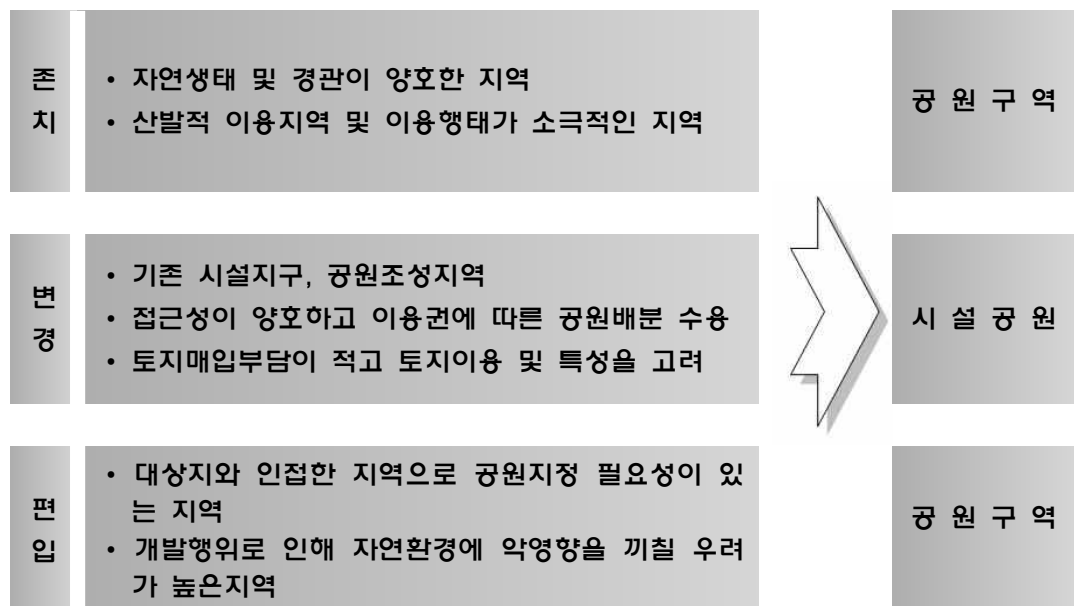 존
치
• 자연생태 및 경관이 양호한 지역
• 산발적 이용지역 및 이용행태가 소극적인 지역
공 원 구 역
변
경
• 기존 시설지구, 공원조성지역
• 접근성이 양호하고 이용권에 따른 공원배분 수용
• 토지매입부담이 적고 토지이용 및 특성을 고려
시 설 공 원
편
입
• 대상지와 인접한 지역으로 공원지정 필요성이 있
는 지역
• 개발행위로 인해 자연환경에 악영향을 끼칠 우려
가 높은지역
공 원 구 역